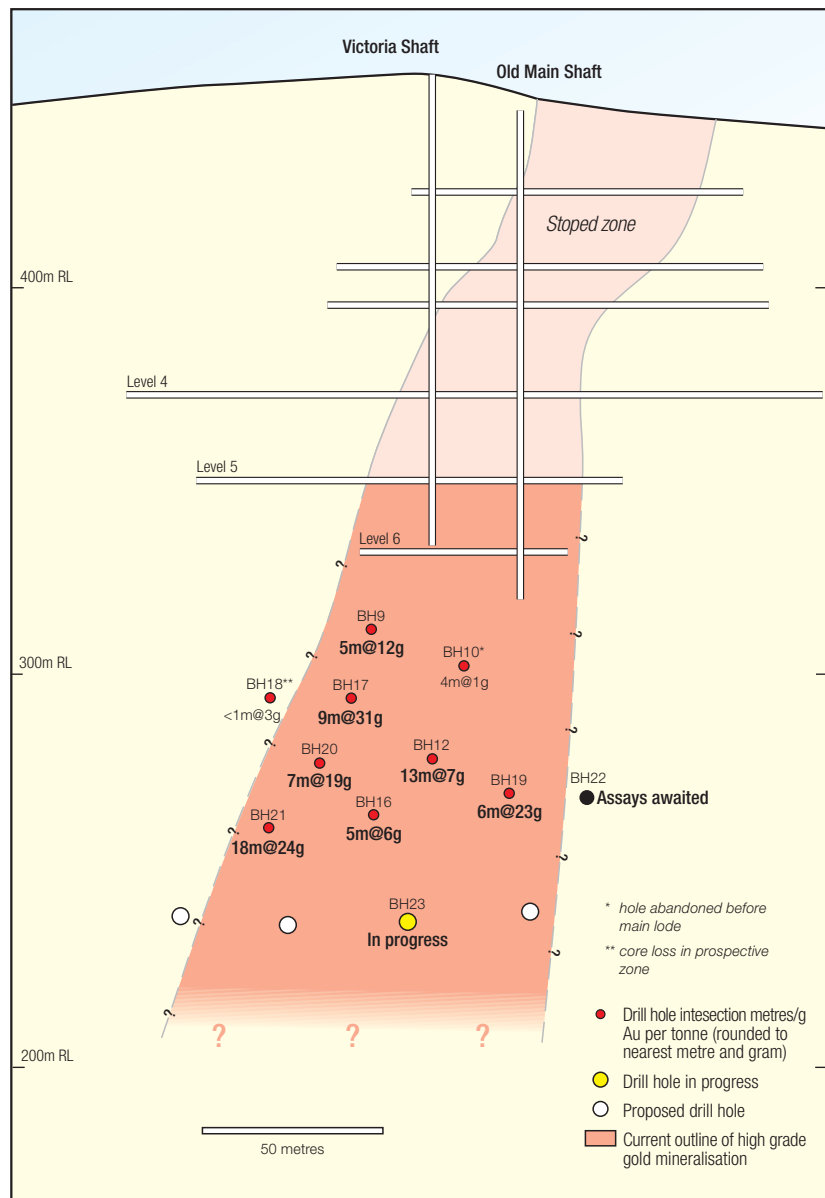 Victoria Shaft
Old Main Shaft
Stoped zone
400m RL
Level 4
Level 5
Level 6
?
?
?
BH9
5m@12g
BH10*
4m@1g
?
?
300m RL
BH18**
<1m@3g
BH17
9m@31g
?
?
BH20
7m@19g
BH12
13m@7g
BH19
6m@23g
BH22
Assays awaited
BH21
18m@24g
BH16
5m@6g
?
?
BH23
In progress
?
?
?
? ? ?
* hole abandoned before
main lode
** core loss in prospective
zone
Drill hole intesection metres/g
Au per tonne (rounded to
nearest metre and gram)
Drill hole in progress
Proposed drill hole
Current outline of high grade
gold mineralisation
200m RL
50 metres